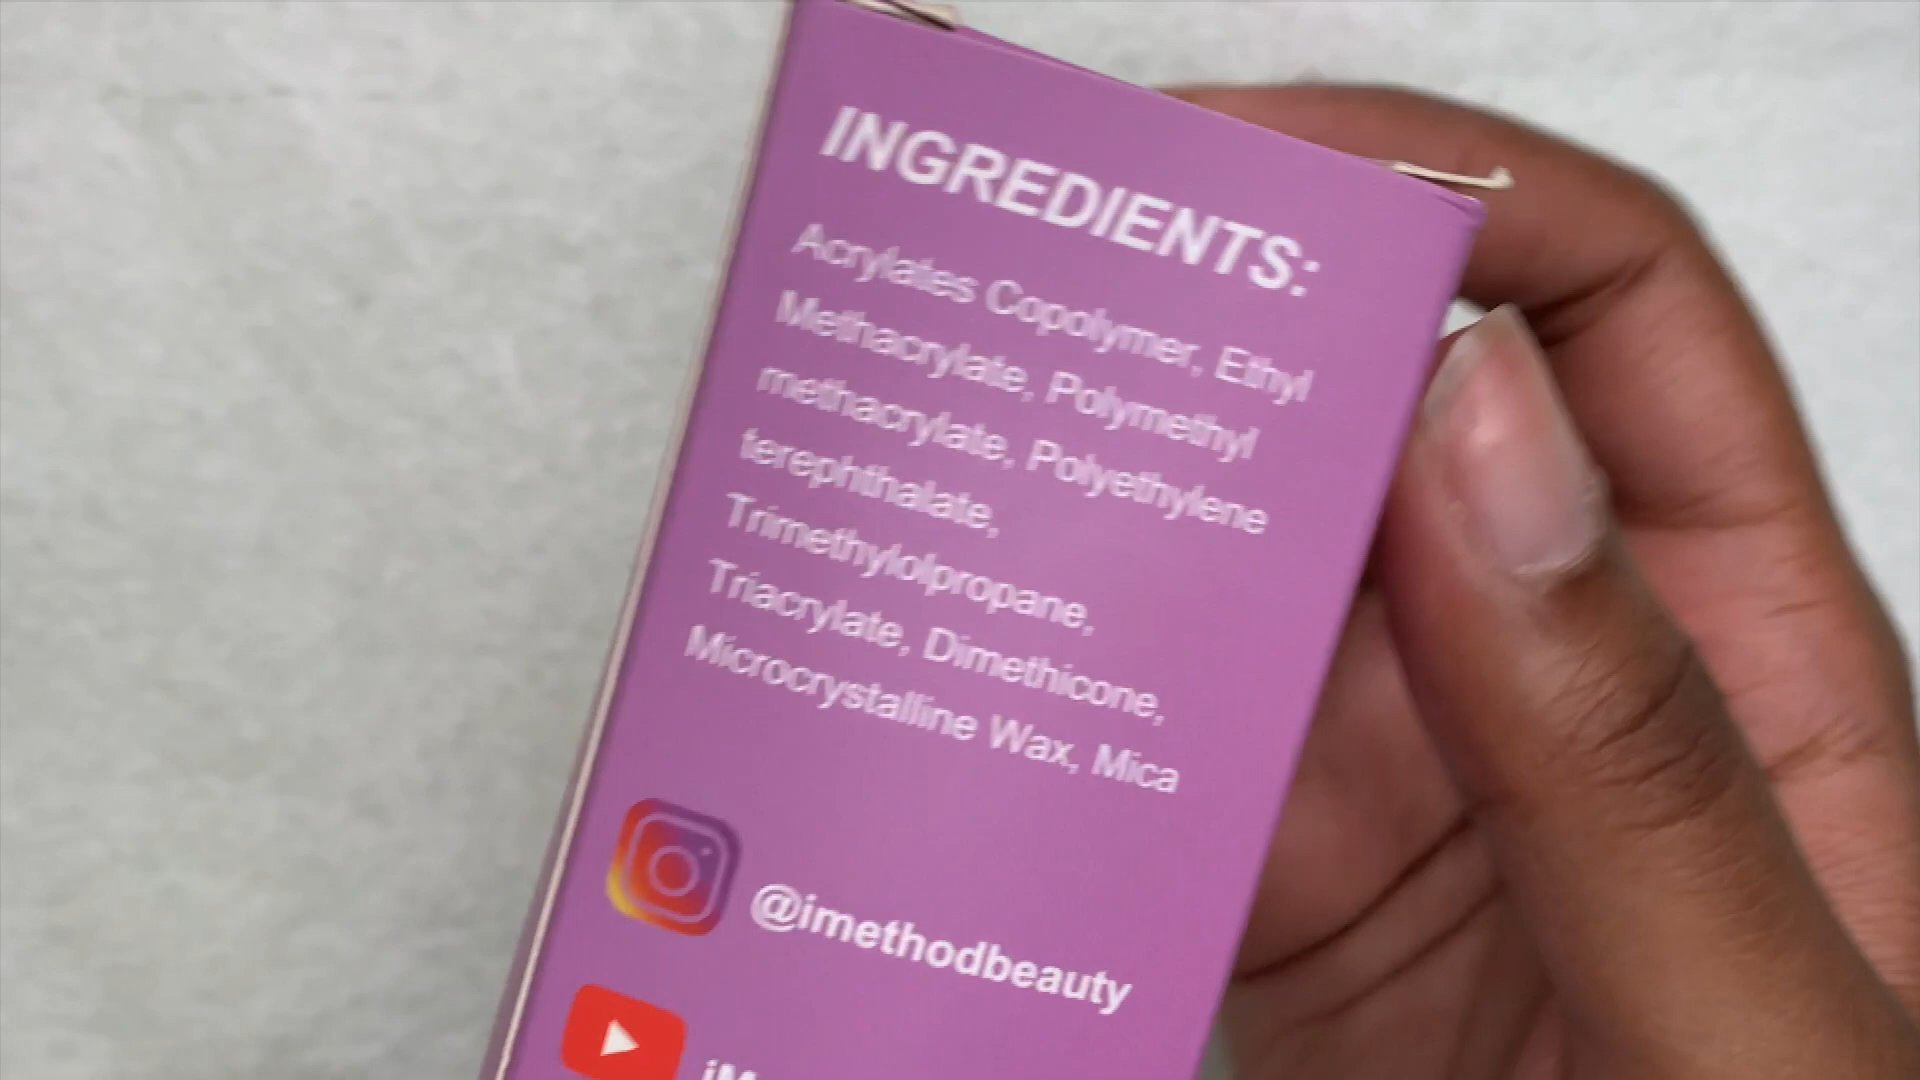 INGREDIENTS:
Acrylates Copolymer, Ethyl
Methacrylate, Polymethyl
methacrylate, Polyethylene
terephthalate,
Trimethylolpropane,
Triacrylate, Dimethicone,
Microcrystalline Wax, Mica
@imethodbeauty